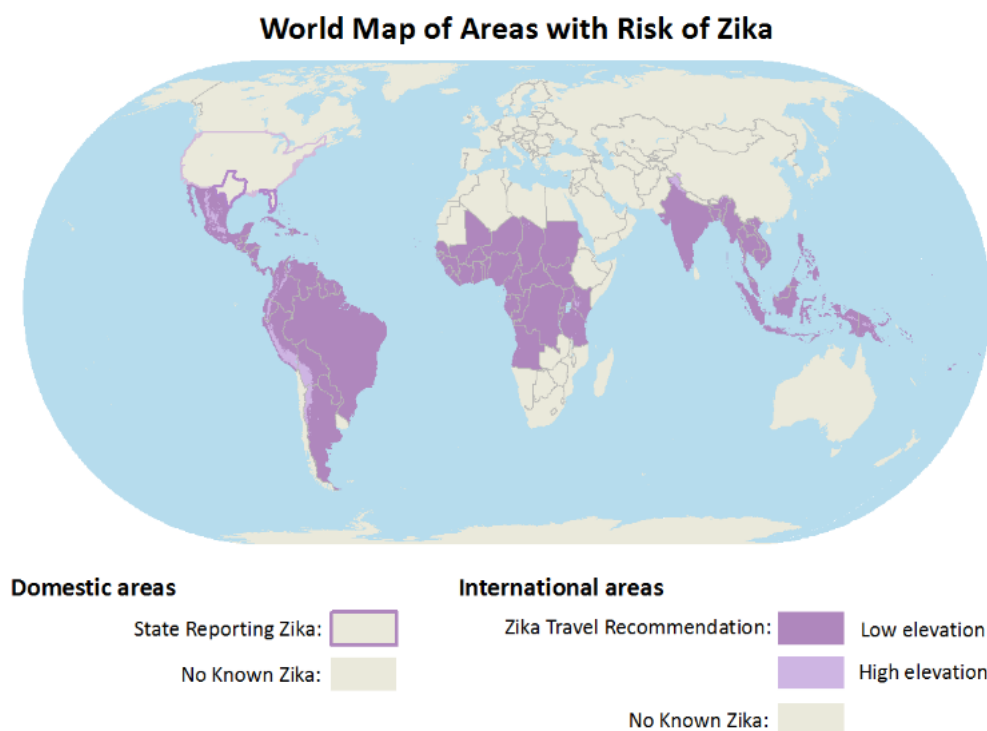 World Map of Areas with Risk of Zika
Domestic areas
State Reporting Zika:
No Known Zika:
International areas
Zika Travel Recommendation:
Low elevation
High elevation
No Known Zika: